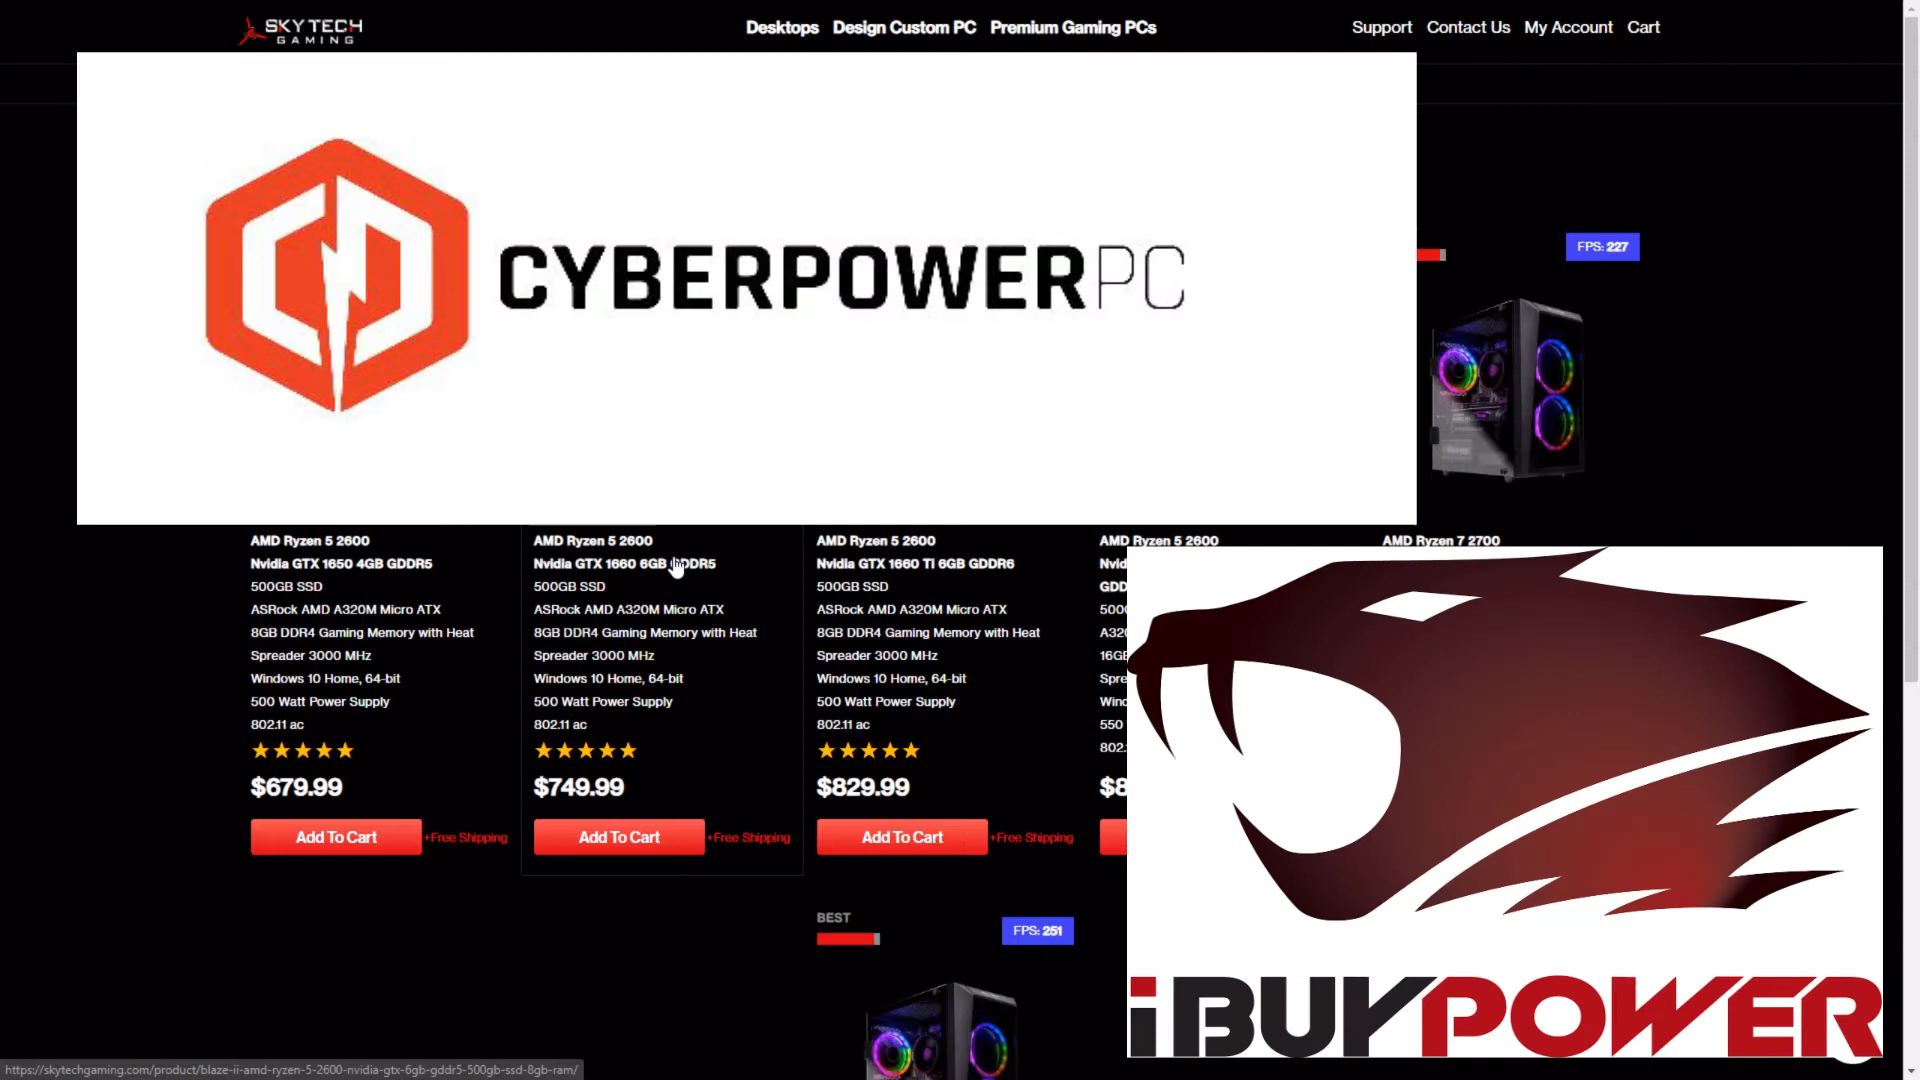 SKYTECH
GAMING
Desktops Design Custom PC Premium Gaming PCs
Support Contact Us My Account Cart
CYBERPOWERPC
FPS: 227
AMD Ryzen 5 2600
Nvidia GTX 1650 4GB GDDR5
500GB SSD
ASRock AMD A320M Micro ATX
8GB DDR4 Gaming Memory with Heat
Spreader 3000 MHz
Windows 10 Home, 64-bit
500 Watt Power Supply
802.11 ac
$679.99
Add To Cart +Free Shipping
AMD Ryzen 5 2600
Nvidia GTX 1660 6GB GDDR5
500GB SSD
ASRock AMD A320M Micro ATX
8GB DDR4 Gaming Memory with Heat
Spreader 3000 MHz
Windows 10 Home, 64-bit
500 Watt Power Supply
802.11 ac
$749.99
Add To Cart +Free Shipping
AMD Ryzen 5 2600
Nvidia GTX 1660 Ti 6GB GDDR6
500GB SSD
ASRock AMD A320M Micro ATX
8GB DDR4 Gaming Memory with Heat
Spreader 3000 MHz
Windows 10 Home, 64-bit
500 Watt Power Supply
802.11 ac
$829.99
Add To Cart +Free Shipping
AMD Ryzen 5 2600
550
AMD Ryzen 7 2700
BEST
FPS: 251
iBUYPOWER
https://skytechgaming.com/product/blaze-ii-amd-ryzen-5-2600-nvidia-gtx-6gb-gddr5-500gb-ssd-8gb-ram/